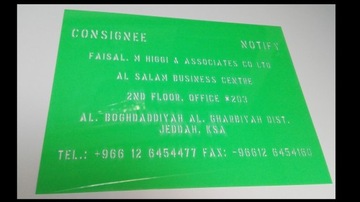 CONSIGNEE NOTIFY
FAISAL. M HIGGI & ASSOCIATES CO LTD
AL SALAM BUSINESS CENTRE
2ND FLOOR, OFFICE #203
AL. BOGHDADDIYAH AL. GHARBIYAH DIST.
JEDDAH, KSA
TEL.: +966 12 6454477 FAX: -96612 6454160